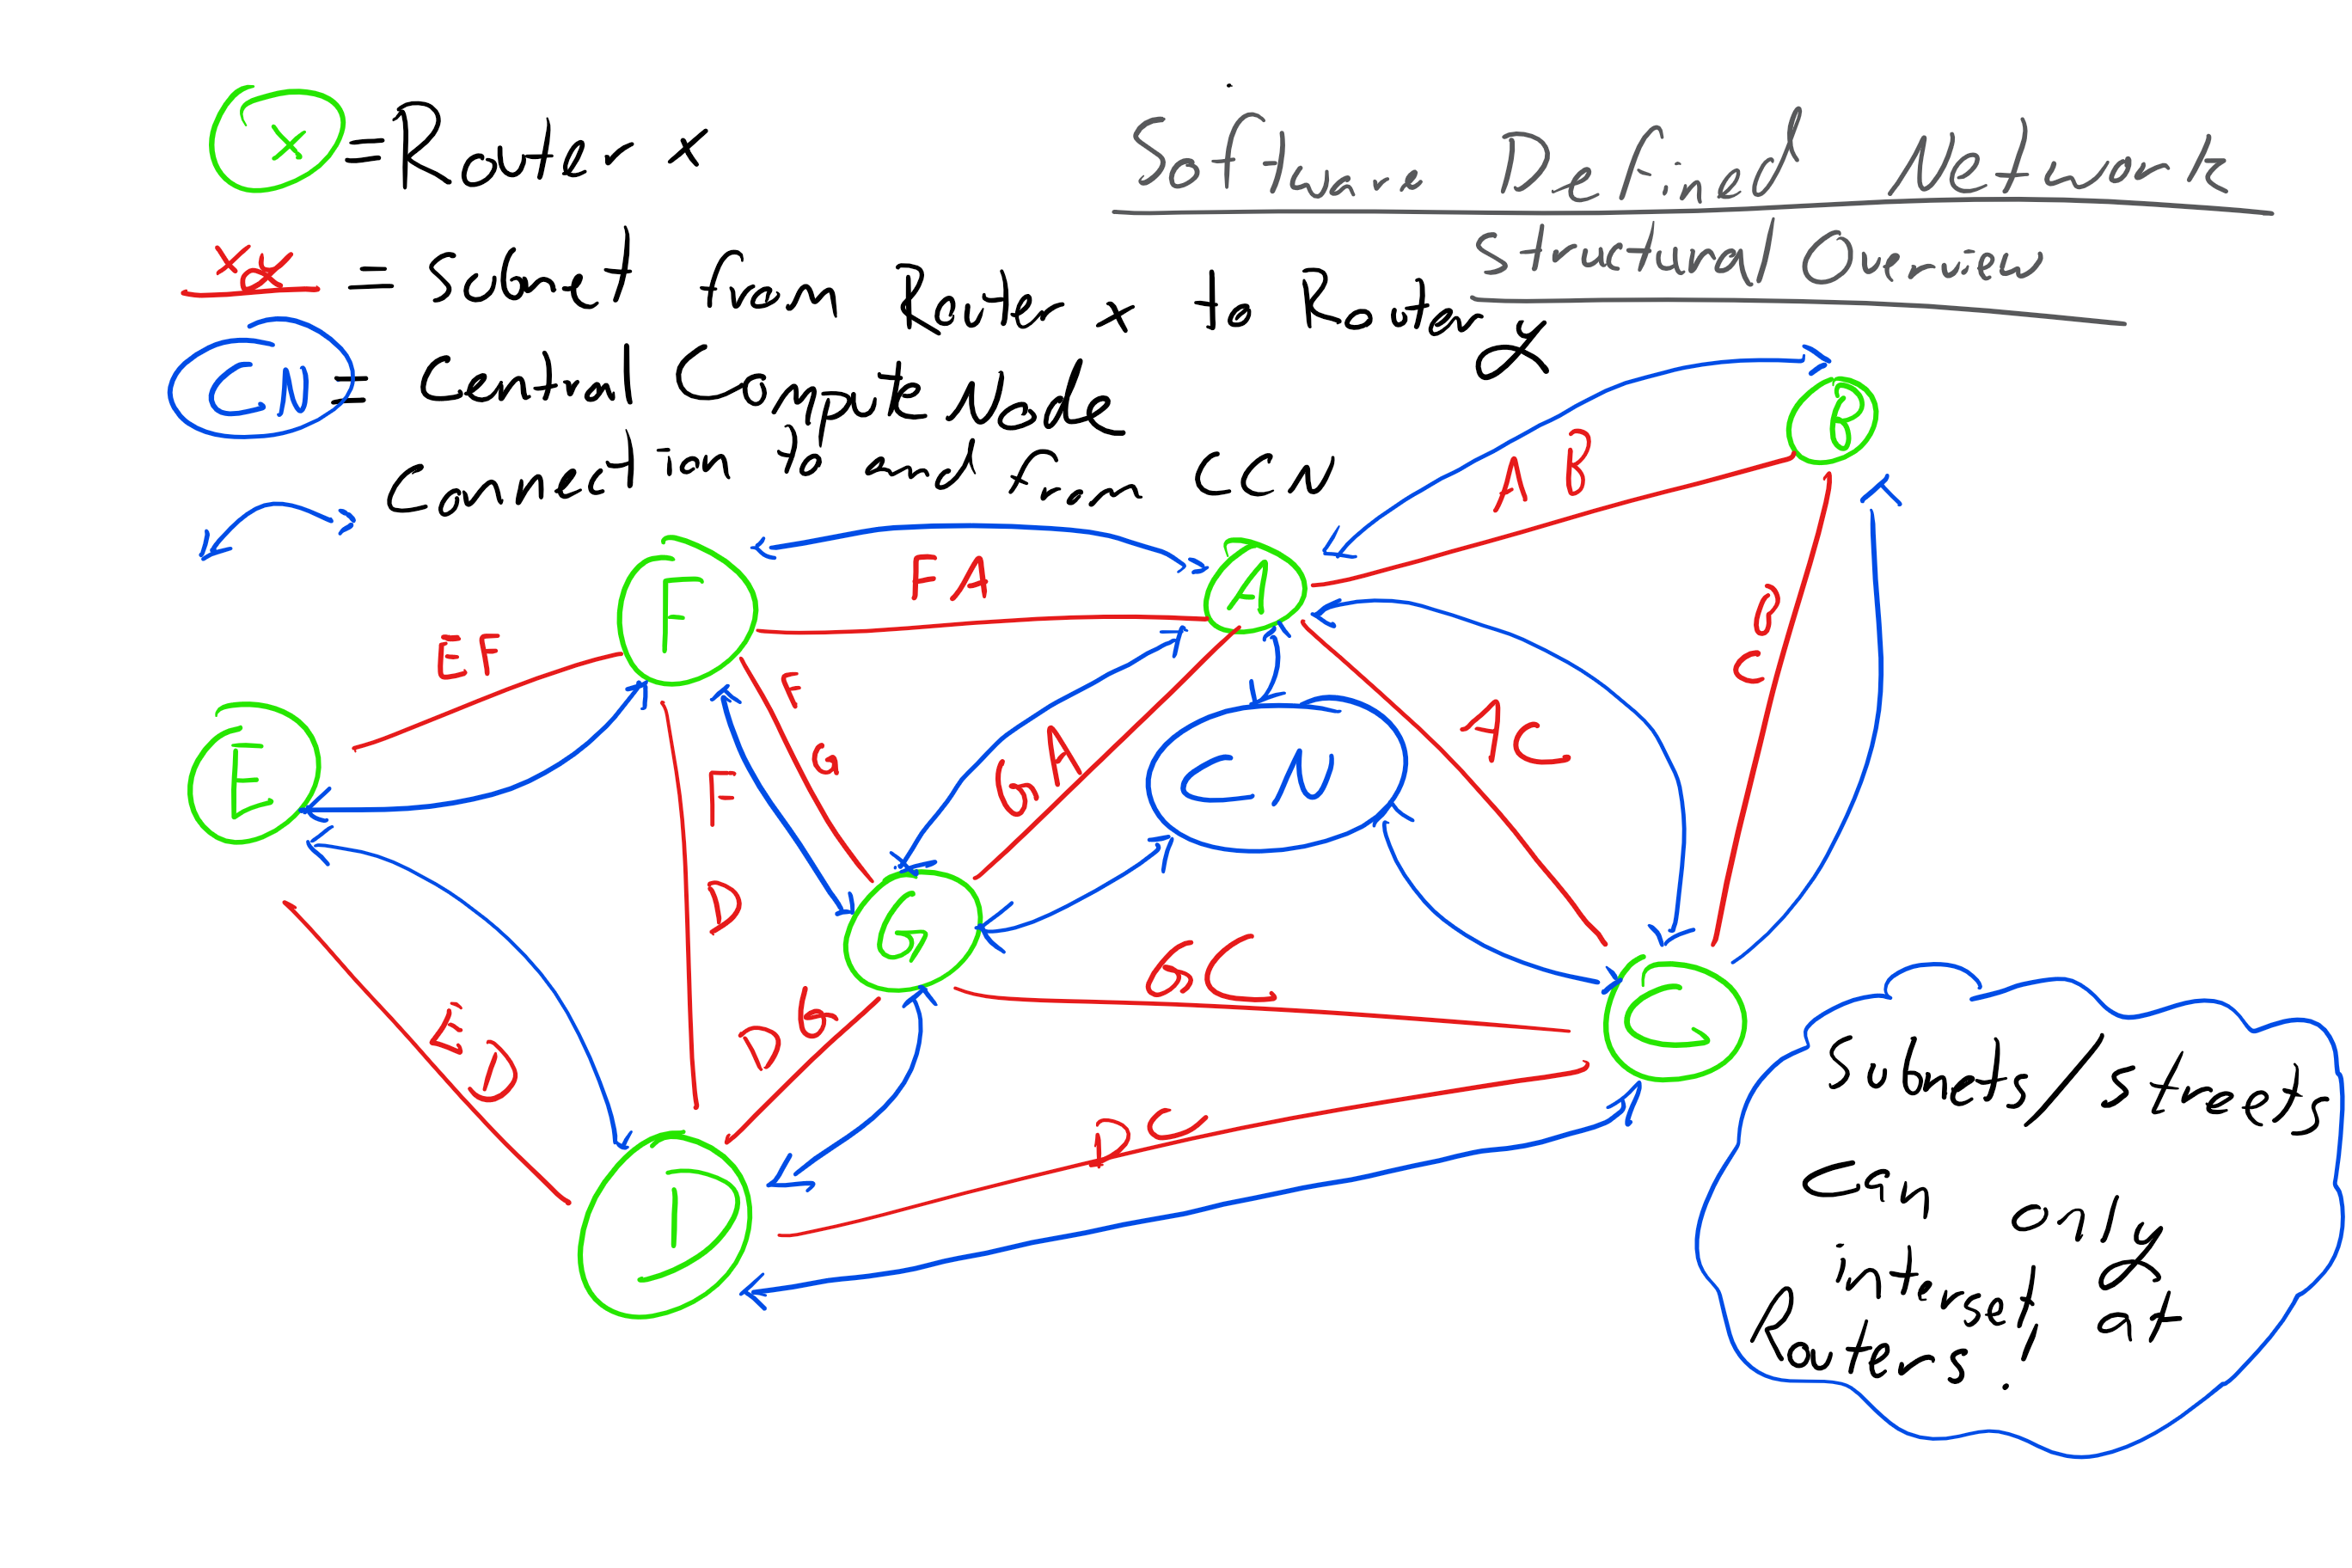 x = Router x
Software Defined Network
Structural Overview
xy = Subnet from Router x to Router y
CN = Central Compute Node
Connection to and from CCN
B
AB
F
FA
A
EF
CB
E
F
FG
GA
CN
AC
D
G
GC
C
ED
DG
DC
D
Subnets/streets
can only
interset at
Routers!